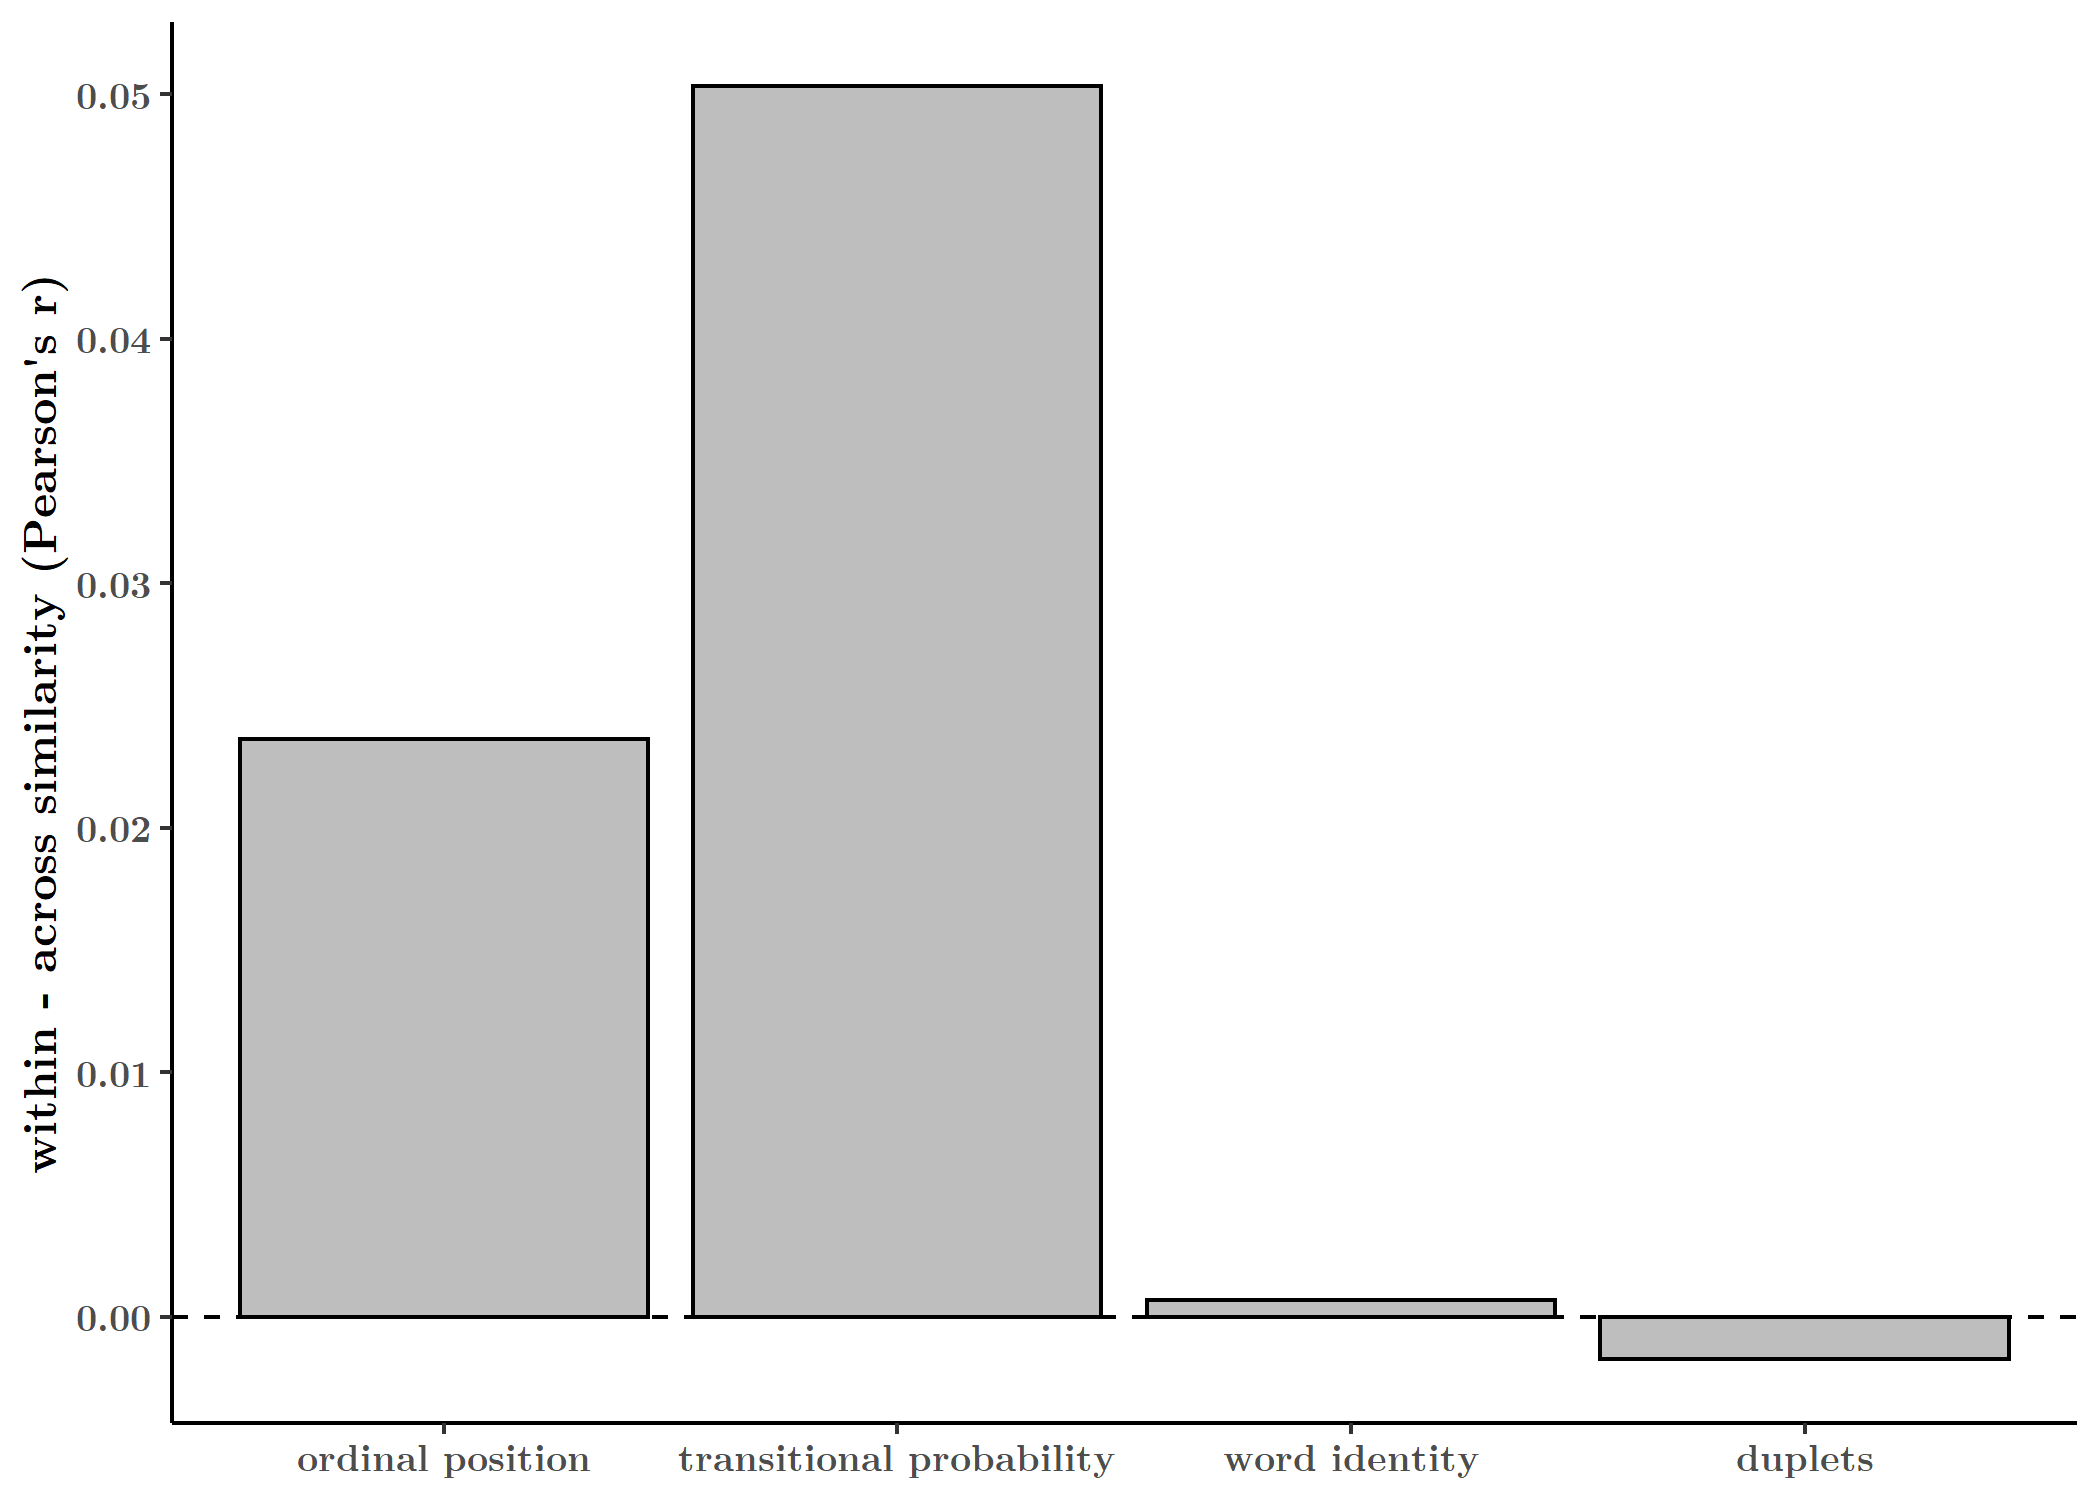 within - across similarity (Pearson's r)
0.05
0.04
0.03
0.02
0.01
0.00
ordinal position
transitional probability
word identity
duplets